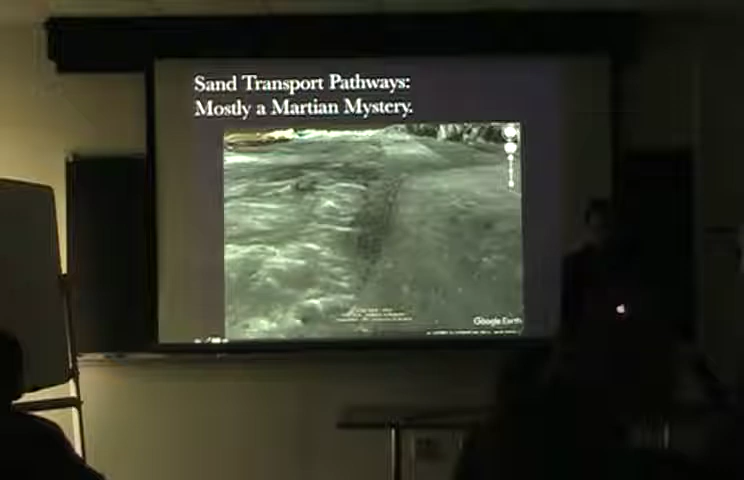 Sand Transport Pathways:
Mostly a Martian Mystery.
Google Earth